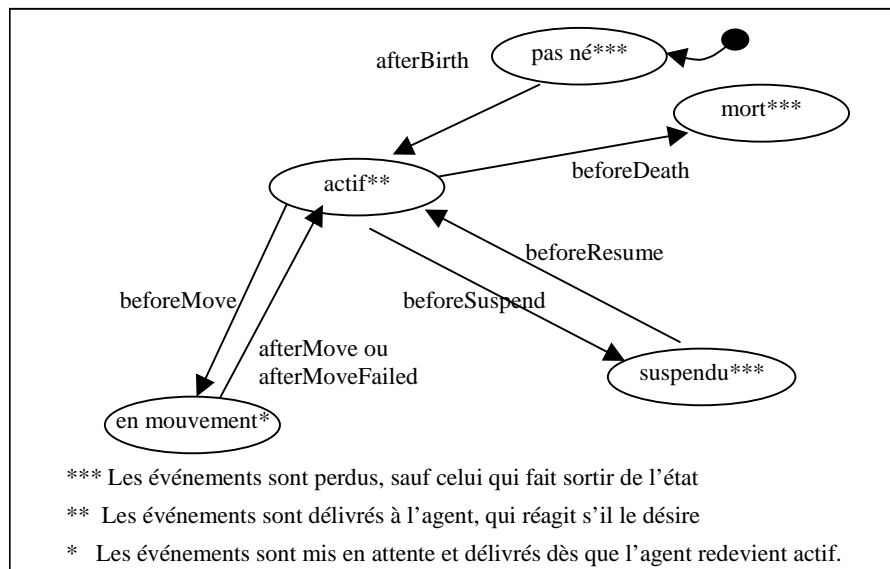 pas né***
afterBirth
mort***
actif**
beforeDeath
beforeResume
beforeMove
beforeSuspend
afterMove ou
afterMoveFailed
suspendu***
en mouvement*
*** Les événements sont perdus, sauf celui qui fait sortir de l’état
** Les événements sont délivrés à l’agent, qui réagit s’il le désire
* Les événements sont mis en attente et délivrés dès que l’agent redevient actif.